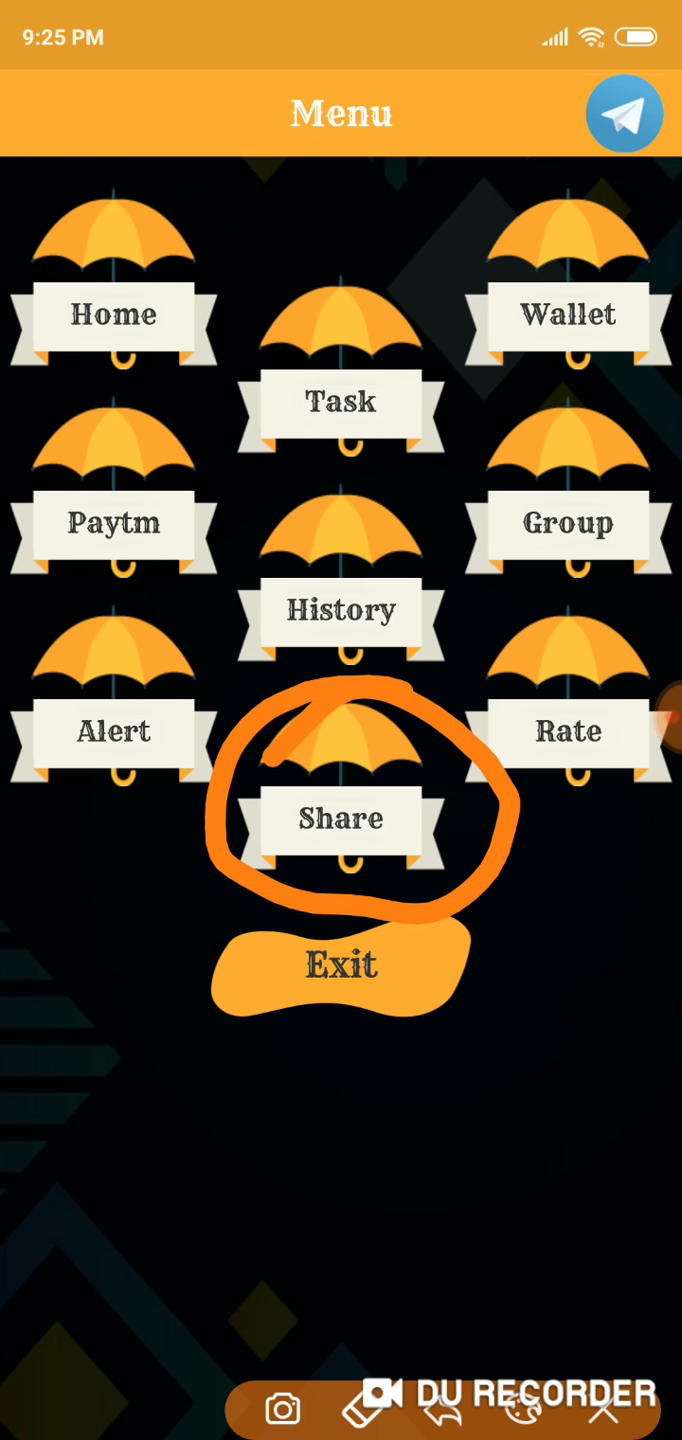 9:25 PM
Menu
Home
Wallet
Task
Paytm
Group
History
Alert
Rate
Share
Exit
DU RECORDER